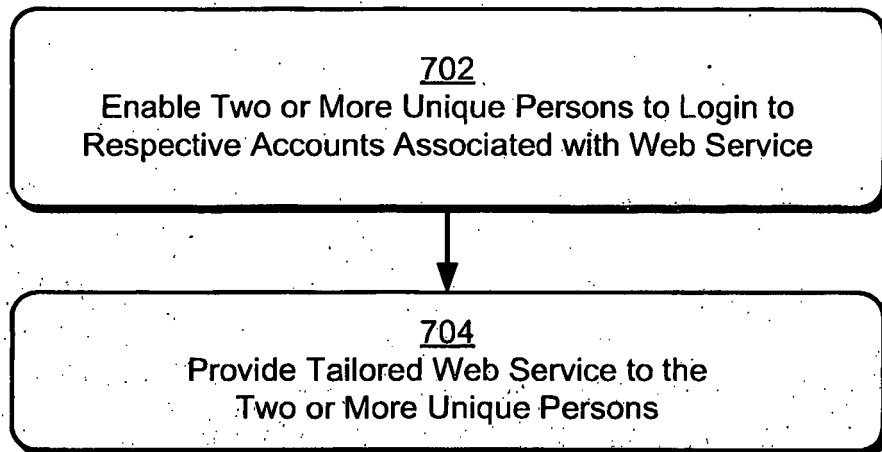 702
Enable Two or More Unique Persons to Login to
Respective Accounts Associated with Web Service
704
Provide Tailored Web Service to the
Two or More Unique Persons